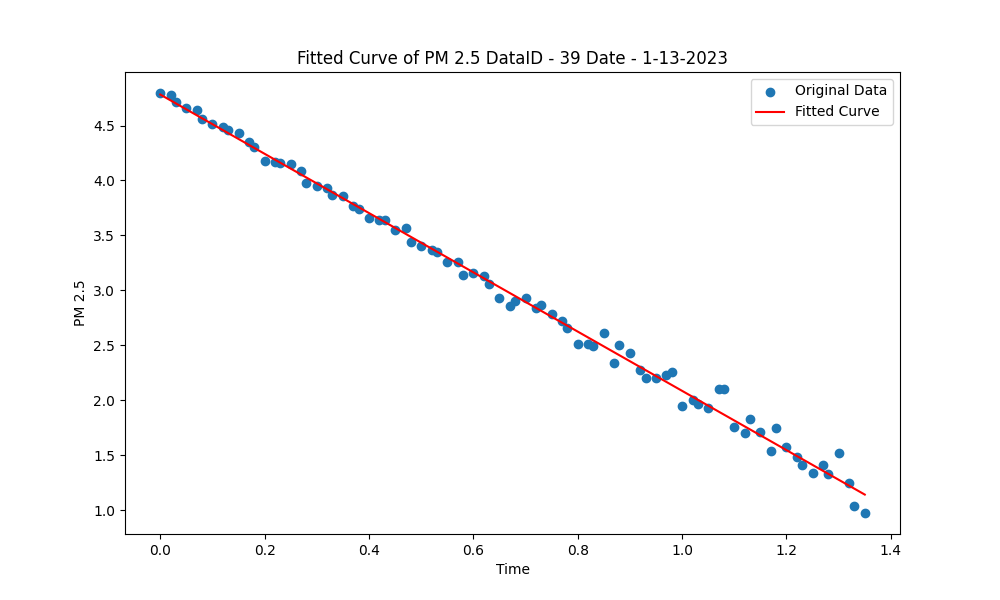 Fitted Curve of PM 2.5 DataID - 39 Date - 1-13-2023
Original Data
Fitted Curve
PM 2.5
4.5
4.0
3.5
3.0
2.5
2.0
1.5
1.0
0.0 0.2 0.4 0.6 0.8 1.0 1.2 1.4
Time